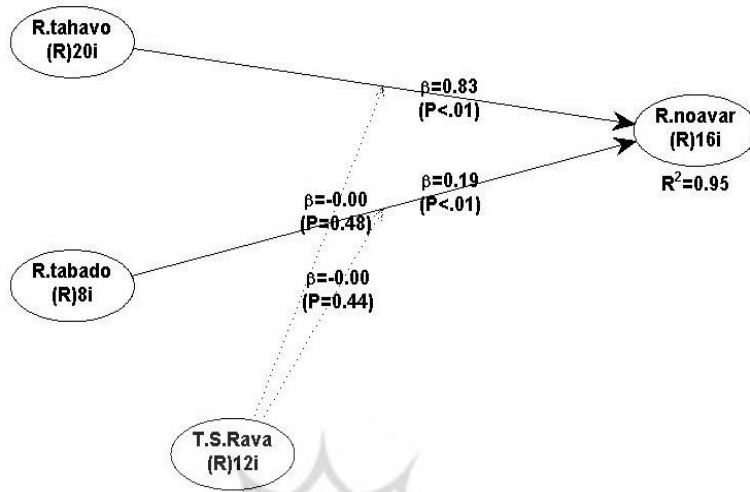 R.tahavo
(R)20i
β=0.83
(P<.01)
R.noavar
(R)16i
R²=0.95
β=0.19
(P<.01)
β=-0.00
(P=0.48)
R.tabado
(R)8i
β=-0.00
(P=0.44)
T.S.Rava
(R)12i